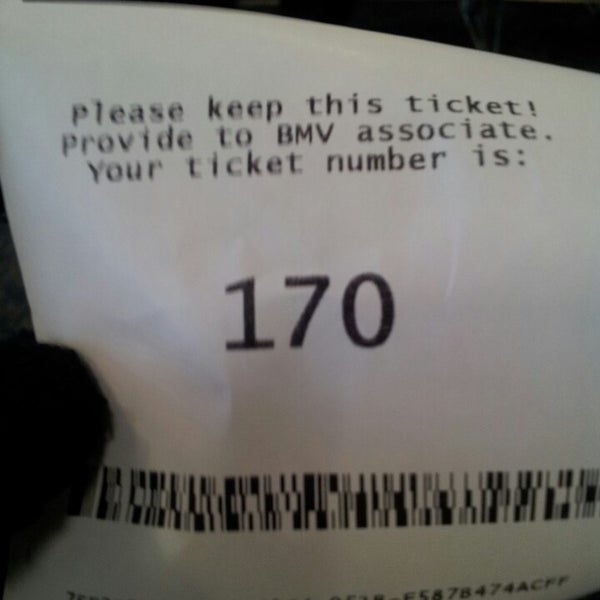 Please keep this ticket!
Provide to BMV associate.
Your ticket number is:
170